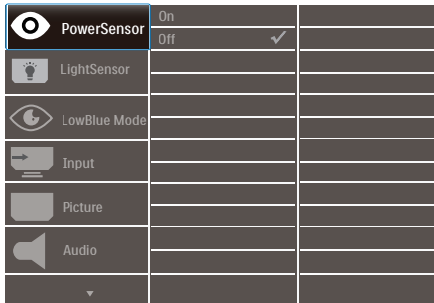 PowerSensor
On
Off
LightSensor
LowBlue Mode
Input
Picture
Audio